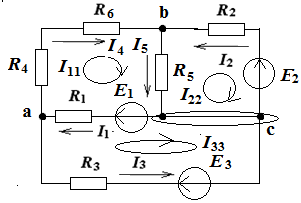 R₆ b R₂
I₄ I₅ I₂
R₄ I₁₁ R₅ E₂
R₁ E₁ I₂₂
a c
I₁ I₃₃
R₃ I₃ E₃